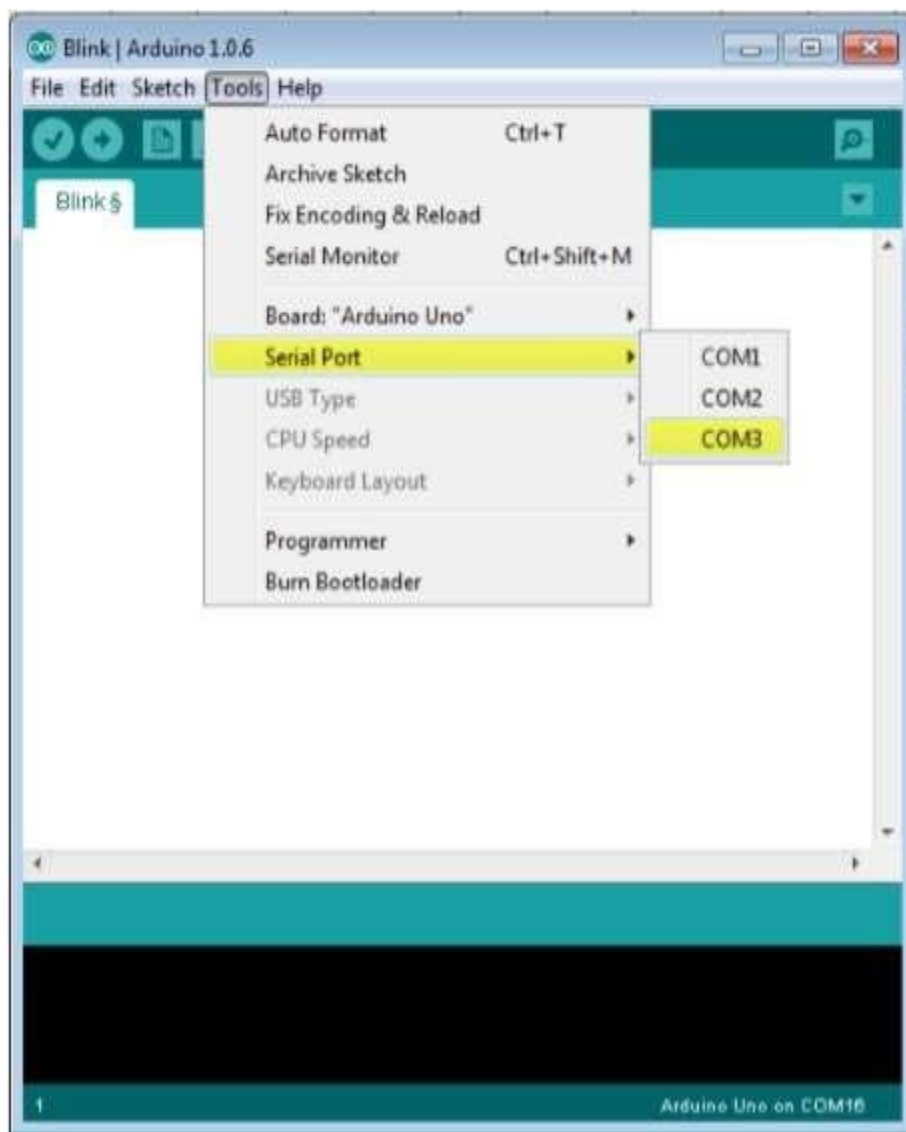 Blink | Arduino 1.0.6
File Edit Sketch Tools Help
Auto Format Ctrl+T
Archive Sketch
Fix Encoding & Reload
Serial Monitor Ctrl+Shift+M
Blink §
Board: "Arduino Uno"
Serial Port
COM1
USB Type
COM2
CPU Speed
COM3
Keyboard Layout
Programmer
Burn Bootloader
1 Arduino Uno on COM16